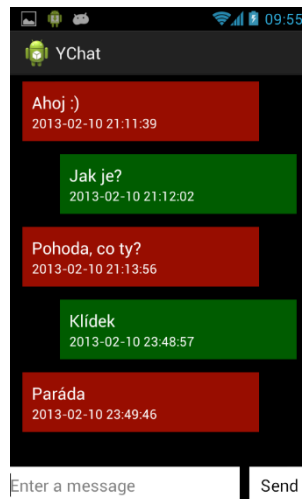 09:55
YChat
Ahoj :)
2013-02-10 21:11:39
Jak je?
2013-02-10 21:12:02
Pohoda, co ty?
2013-02-10 21:13:56
Klídek
2013-02-10 23:48:57
Paráda
2013-02-10 23:49:46
Enter a message
Send